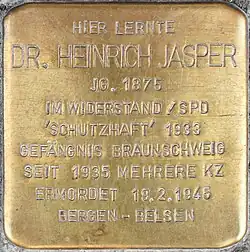 HIER LERNTE
DR. HEINRICH JASPER
JG. 1875
IM WIDERSTAND / SPD
'SCHUTZHAFT' 1933
GEFÄNGNIS BRAUNSCHWEIG
SEIT 1935 MEHRERE KZ
ERMORDET 19.2.1945
BERGEN-BELSEN